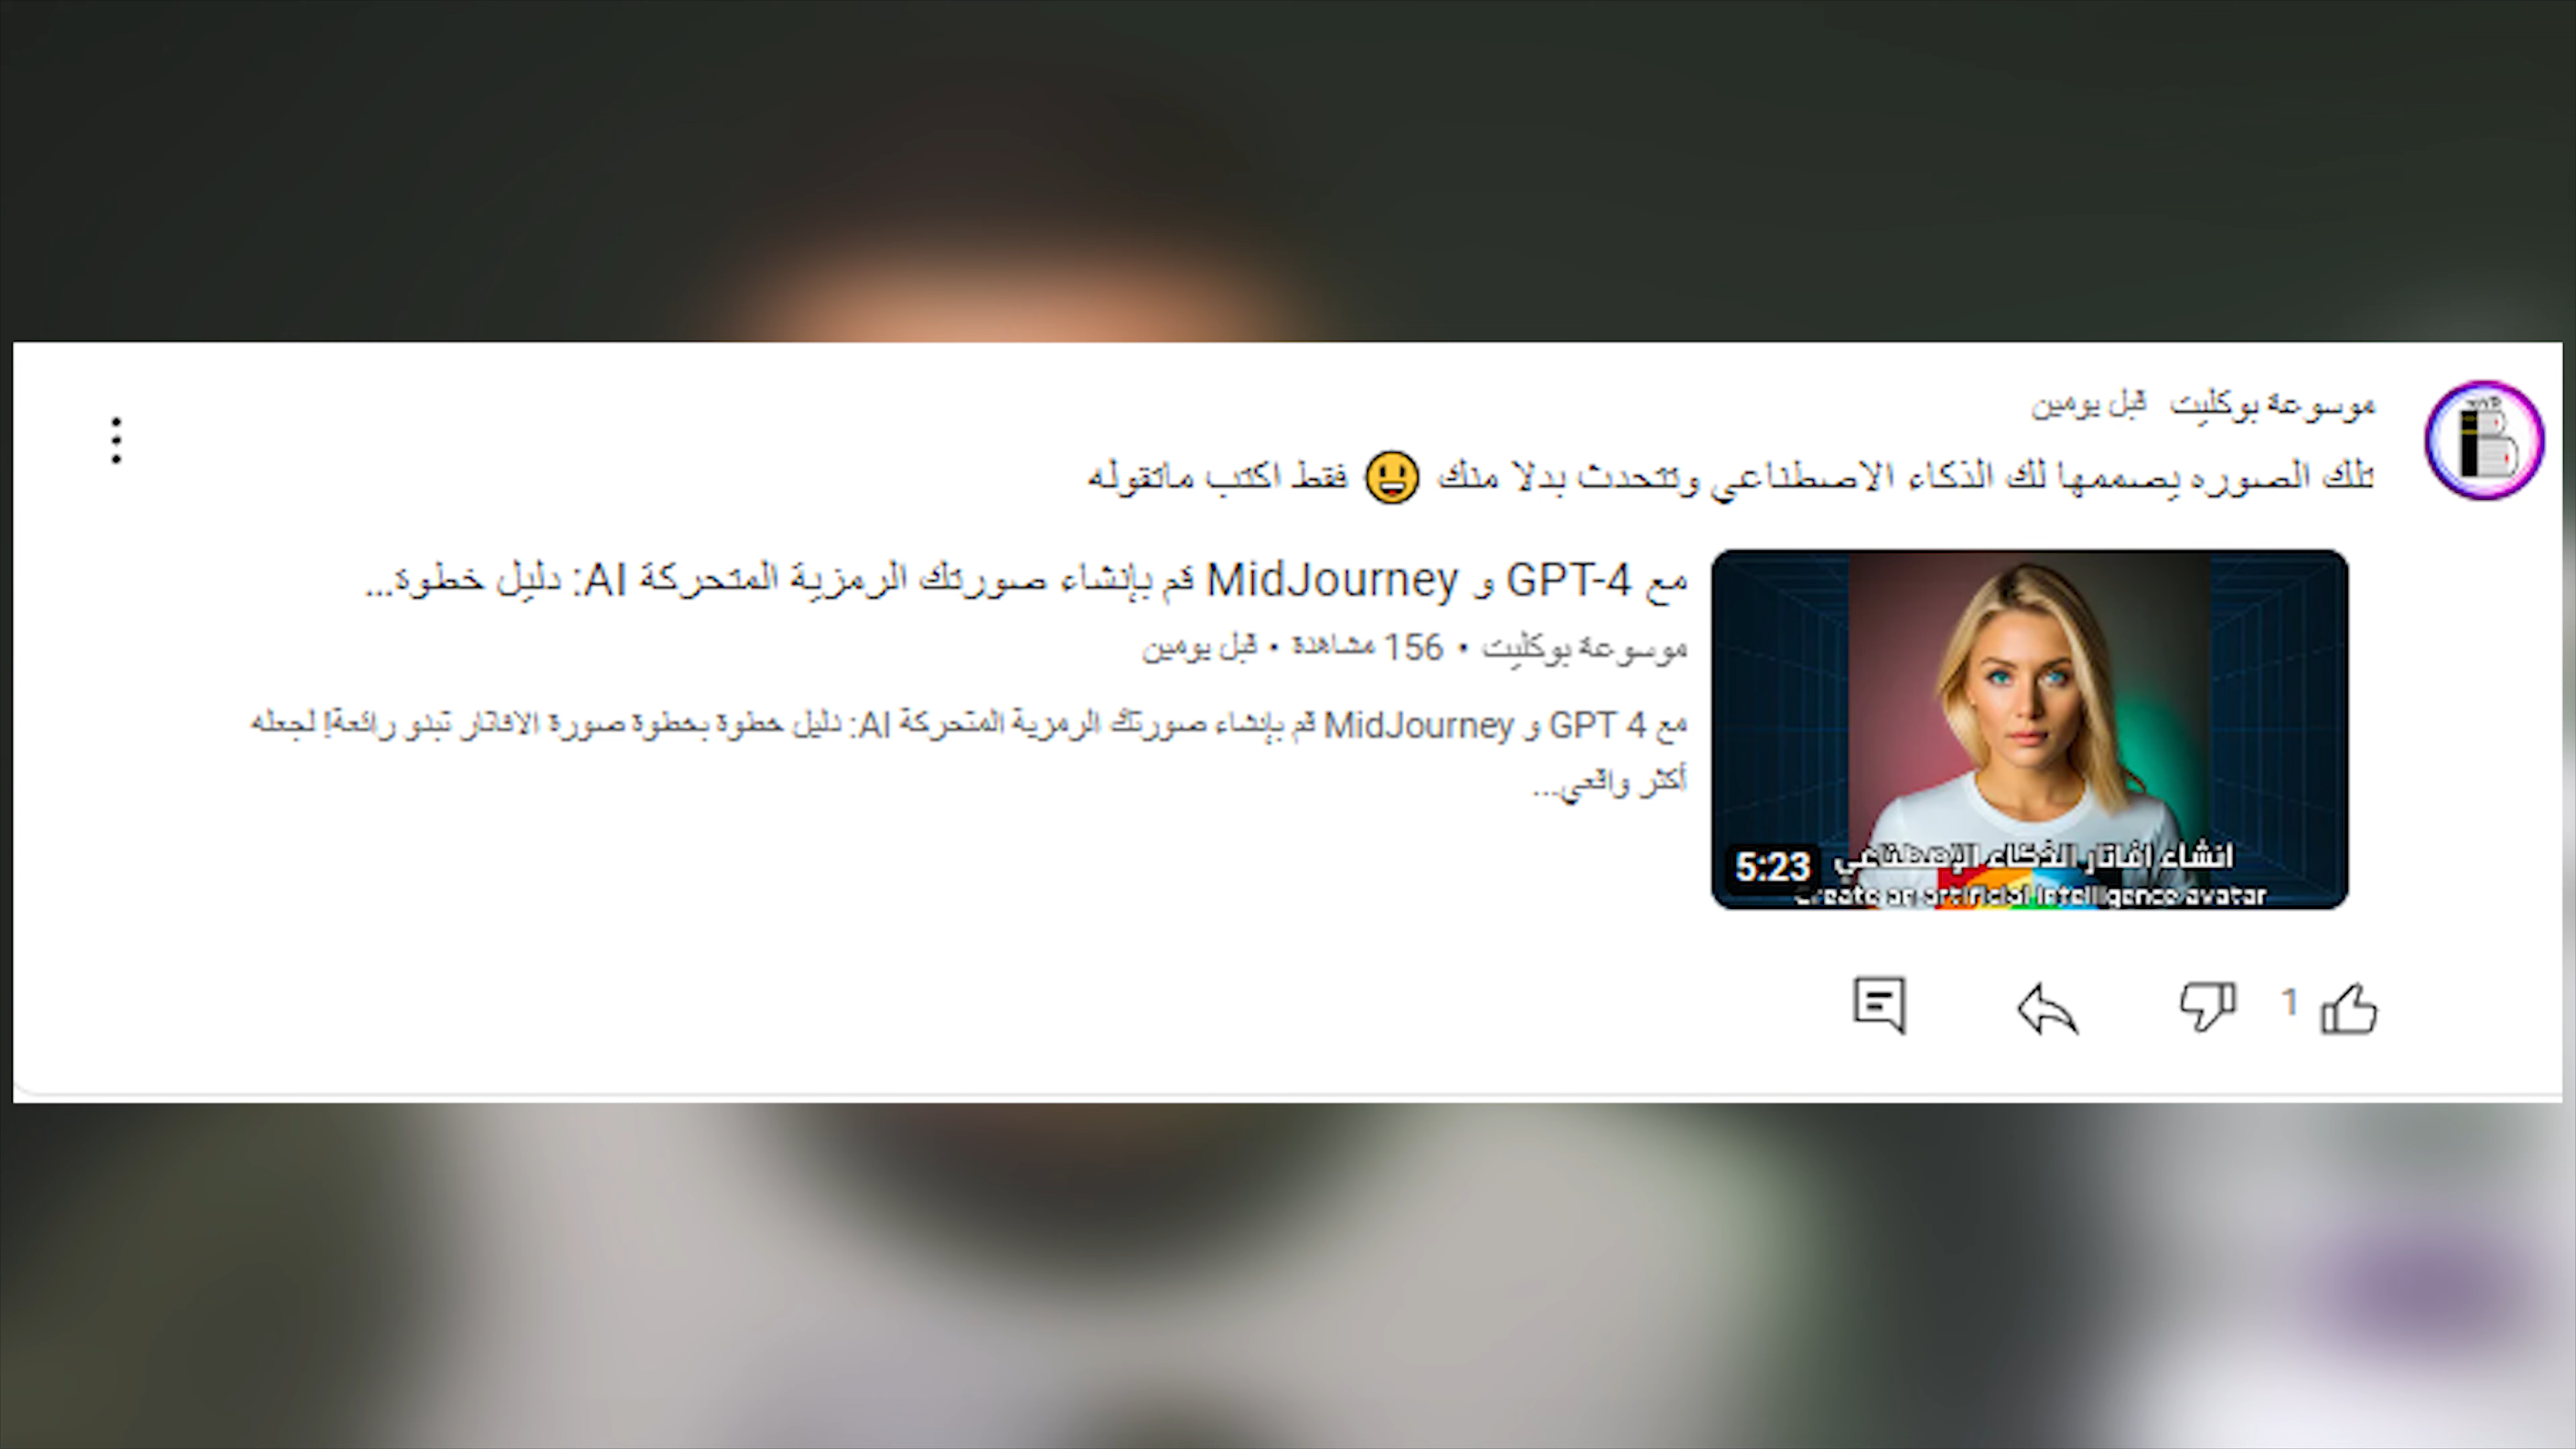 موسوعة بوكليت قبل يومين
تلك الصوره يصممها لك الذكاء الاصطناعي وتتحدث بدلا منك 😃 فقط اكتب ماتقوله
مع GPT-4 و MidJourney قم بإنشاء صورتك الرمزية المتحركة AI: دليل خطوة...
موسوعة بوكليت • 156 مشاهدة • قبل يومين
مع GPT 4 و MidJourney قم بإنشاء صورتك الرمزية المتحركة AI: دليل خطوة بخطوة صورة الافاتار تبدو رائعة! لجعله
أكثر واقعي...
انشاء افاتار الذكاء الإصطناعي
5:23
Create an artificial intelligence avatar
1